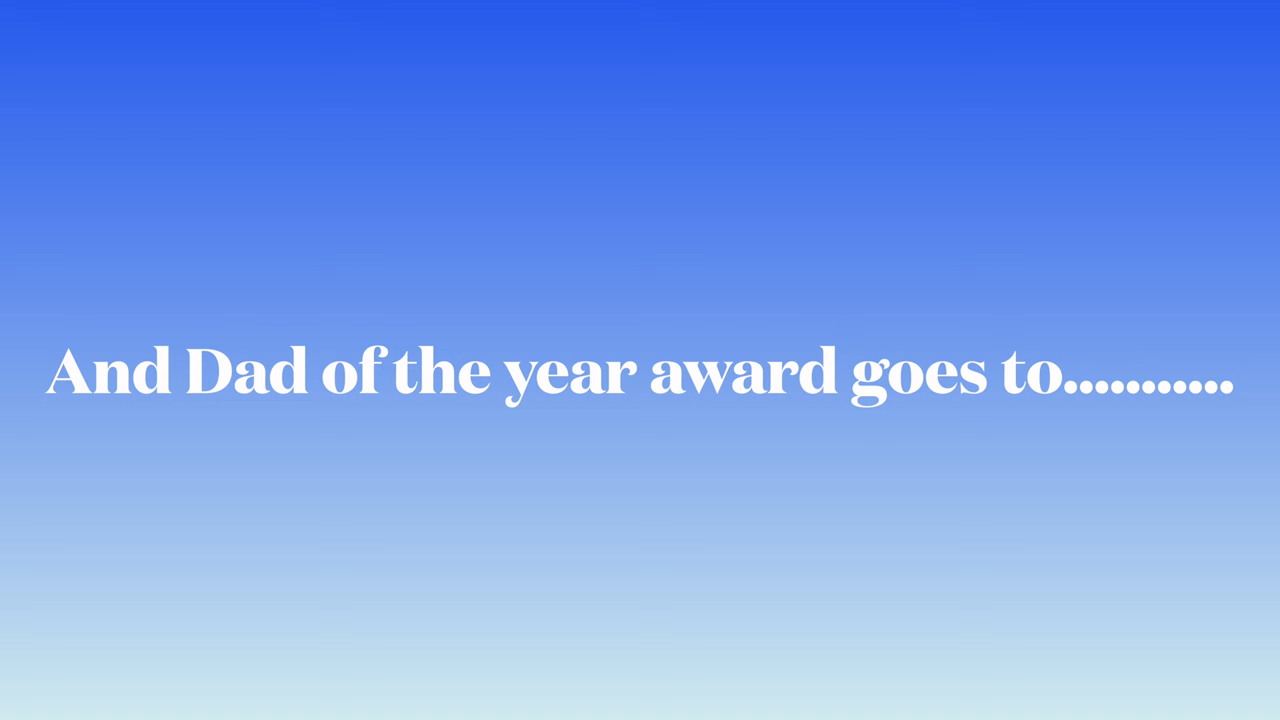 And Dad of the year award goes to...........